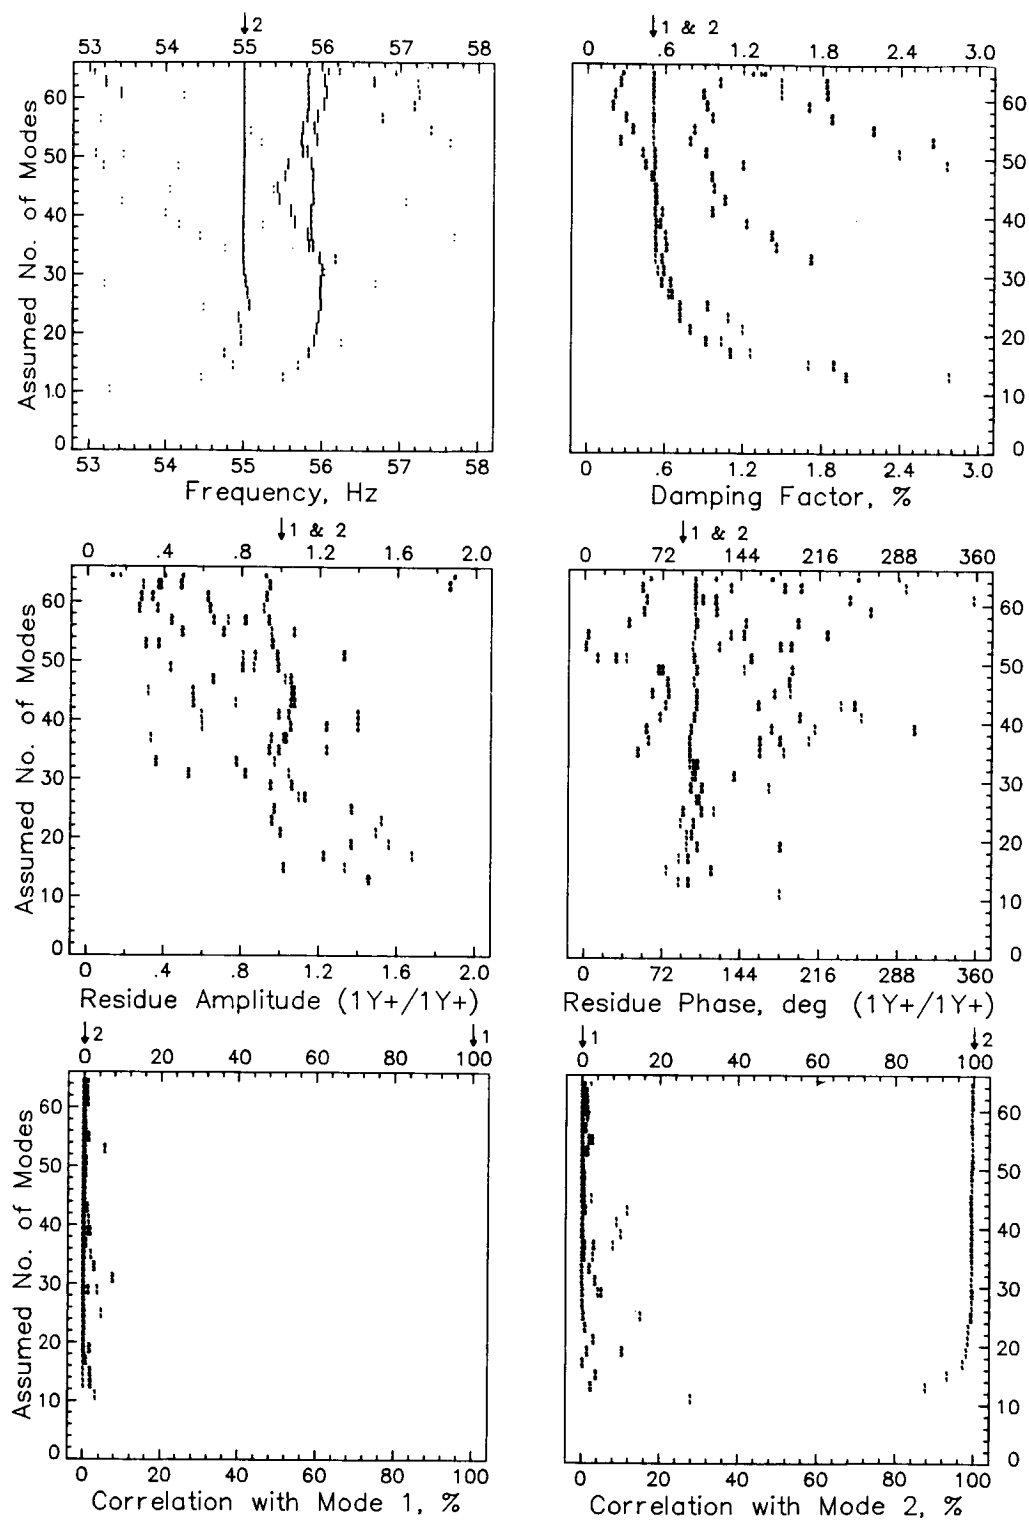 ↓2
53 54 55 56 57 58
Assumed No. of Modes
60
50
40
30
20
1.0
0
53 54 55 56 57 58
Frequency, Hz
↓1 & 2
0 .6 1.2 1.8 2.4 3.0
60
50
40
30
20
10
0
0 .6 1.2 1.8 2.4 3.0
Damping Factor, %
↓1 & 2
0 .4 .8 1.2 1.6 2.0
Assumed No. of Modes
60
50
40
30
20
10
0
0 .4 .8 1.2 1.6 2.0
Residue Amplitude (1Y+/1Y+)
↓1 & 2
0 72 144 216 288 360
60
50
40
30
20
10
0
0 72 144 216 288 360
Residue Phase, deg (1Y+/1Y+)
↓2 ↓1
0 20 40 60 80 100
Assumed No. of Modes
60
50
40
30
20
10
0
0 20 40 60 80 100
Correlation with Mode 1, %
↓1 ↓2
0 20 40 60 80 100
60
50
40
30
20
10
0
0 20 40 60 80 100
Correlation with Mode 2, %